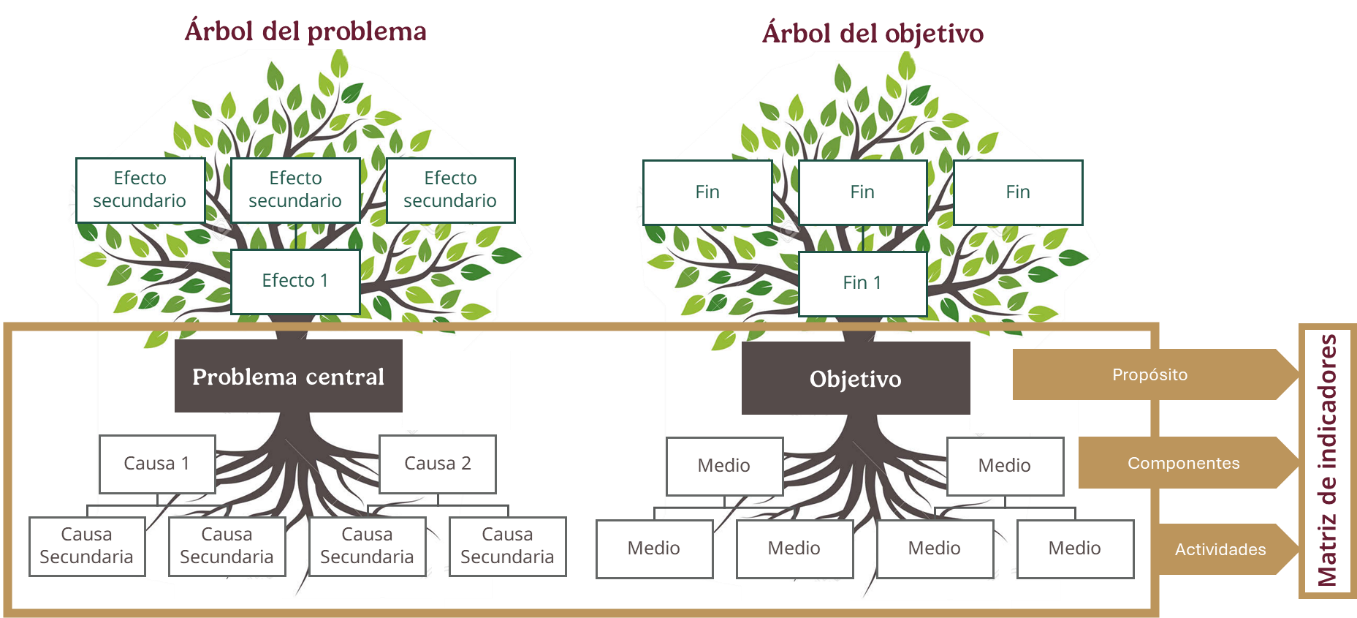 Árbol del problema
Efecto
secundario
Efecto
secundario
Efecto
secundario
Efecto 1
Problema central
Causa 1
Causa 2
Causa
Secundaria
Causa
Secundaria
Causa
Secundaria
Causa
Secundaria
Árbol del objetivo
Fin
Fin
Fin
Fin 1
Objetivo
Medio
Medio
Medio
Medio
Medio
Medio
Propósito
Componentes
Actividades
Matriz de indicadores